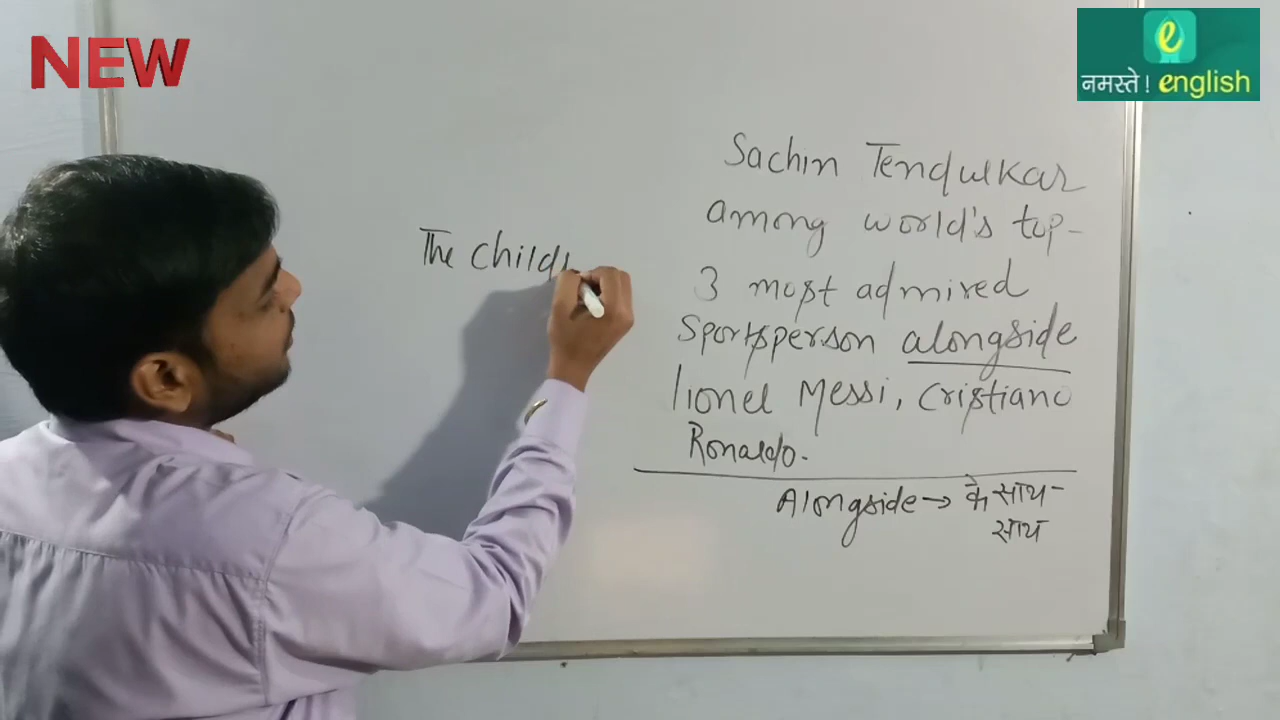 NEW
नमस्ते ! english
The child
Sachin Tendulkar
among world's top-
3 most admired
Sportsperson alongside
lionel Messi, Cristiano
Ronaldo.
Alongside → के साथ-
साथ